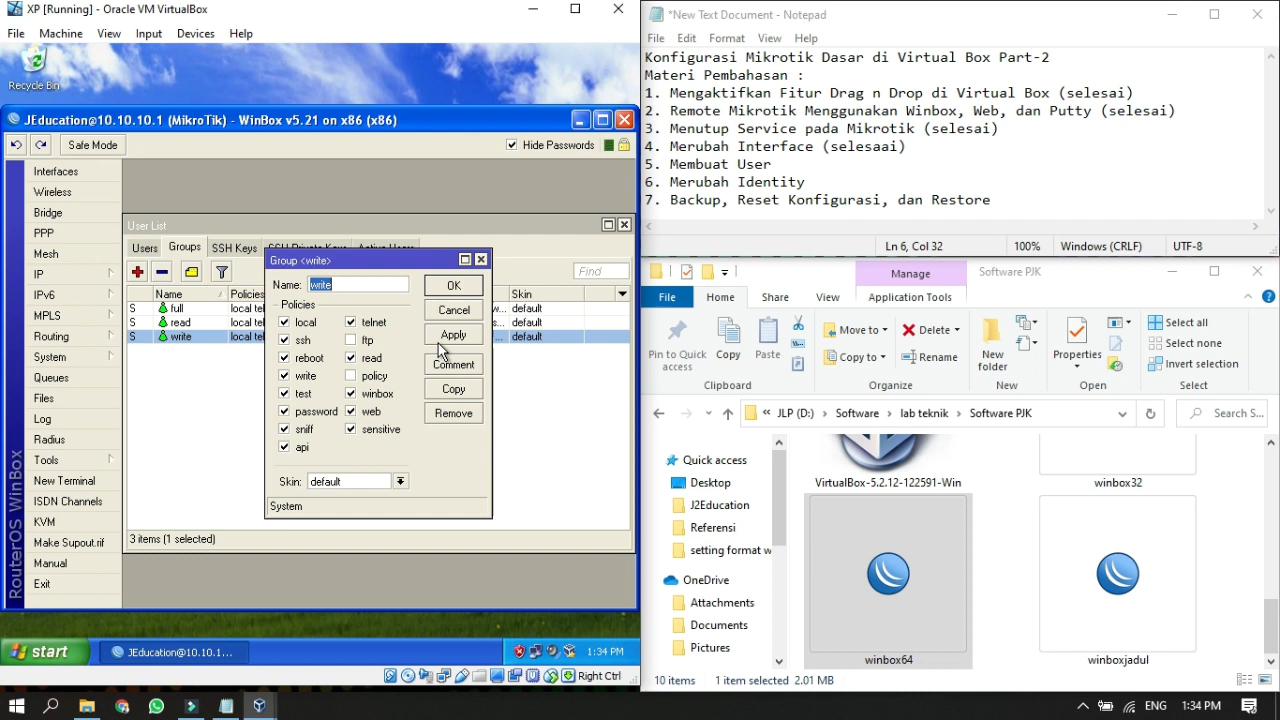 XP [Running] - Oracle VM VirtualBox
File Machine View Input Devices Help
Recycle Bin
JEducation@10.10.10.1 (MikroTik) - WinBox v5.21 on x86 (x86)
Safe Mode
Hide Passwords
Interfaces
Wireless
Bridge
PPP
Mesh
IP
IPv6
MPLS
Routing
System
Queues
Files
Log
Radius
Tools
New Terminal
ISDN Channels
KVM
Make Supout.rif
Manual
Exit
RouterOS WinBox
User List
Users Groups SSH Keys SSH Private Keys Active Users
Find
Name Policies Skin
S full local tel default
S read local tel default
S write local tel default
3 items (1 selected)
Group <write>
Name: write
Policies
local telnet
ssh ftp
reboot read
write policy
test winbox
password web
sniff sensitive
api
Skin: default
System
OK
Cancel
Apply
Comment
Copy
Remove
start
JEducation@10.10.1...
1:34 PM
Right Ctrl
*New Text Document - Notepad
File Edit Format View Help
Konfigurasi Mikrotik Dasar di Virtual Box Part-2
Materi Pembahasan :
1. Mengaktifkan Fitur Drag n Drop di Virtual Box (selesai)
2. Remote Mikrotik Menggunakan Winbox, Web, dan Putty (selesai)
3. Menutup Service pada Mikrotik (selesai)
4. Merubah Interface (selesaai)
5. Membuat User
6. Merubah Identity
7. Backup, Reset Konfigurasi, dan Restore
Ln 6, Col 32 100% Windows (CRLF) UTF-8
Manage Software PJK
File Home Share View Application Tools
Pin to Quick access
Copy
Paste
Clipboard
Move to
Copy to
Delete
Rename
Organize
New folder
New
Properties
Open
Select all
Select none
Invert selection
Select
« JLP (D:) > Software > lab teknik > Software PJK
Search S...
Quick access
Desktop
J2Education
Referensi
setting format w
OneDrive
Attachments
Documents
Pictures
VirtualBox-5.2.12-122591-Win
winbox32
winbox64
winboxjadul
10 items 1 item selected 2.01 MB
ENG 1:34 PM